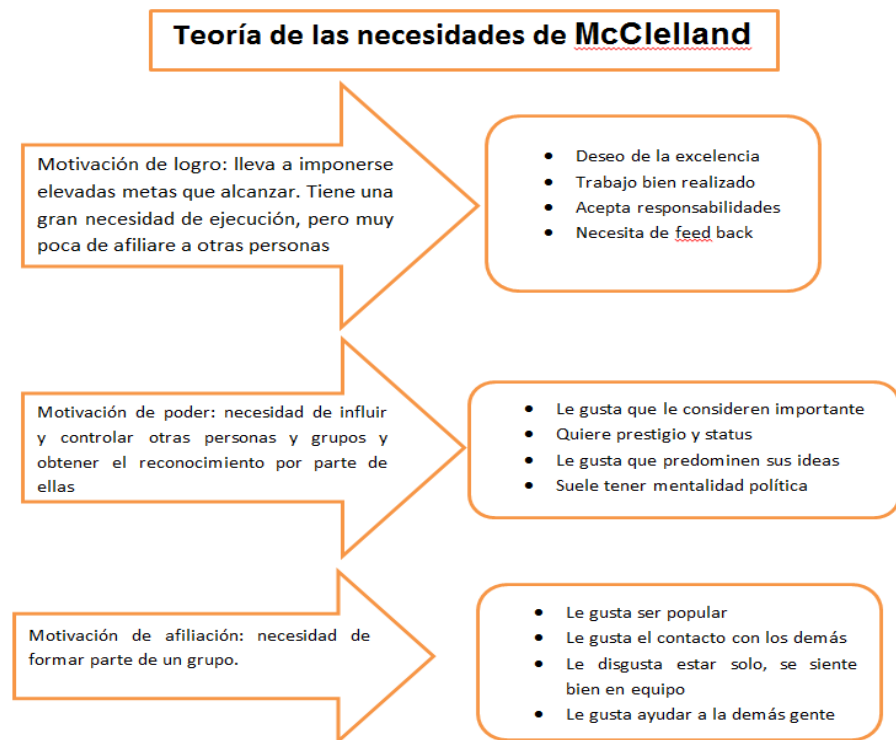 Teoría de las necesidades de McClelland
Motivación de logro: lleva a imponerse
elevadas metas que alcanzar. Tiene una
gran necesidad de ejecución, pero muy
poca de afiliare a otras personas
• Deseo de la excelencia
• Trabajo bien realizado
• Acepta responsabilidades
• Necesita de feed back
Motivación de poder: necesidad de influir
y controlar otras personas y grupos y
obtener el reconocimiento por parte de
ellas
• Le gusta que le consideren importante
• Quiere prestigio y status
• Le gusta que predominen sus ideas
• Suele tener mentalidad política
Motivación de afiliación: necesidad de
formar parte de un grupo.
• Le gusta ser popular
• Le gusta el contacto con los demás
• Le disgusta estar solo, se siente
bien en equipo
• Le gusta ayudar a la demás gente